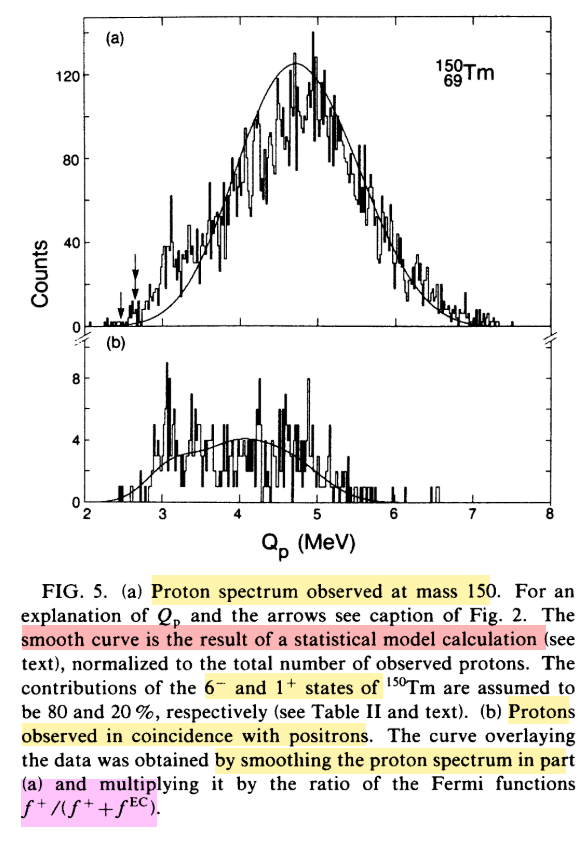 (a)
150
69Tm
120
80
40
0
Counts
(b)
8
4
0
2 3 4 5 6 7 8
Qp (MeV)
FIG. 5. (a) Proton spectrum observed at mass 150. For an
explanation of Qp and the arrows see caption of Fig. 2. The
smooth curve is the result of a statistical model calculation (see
text), normalized to the total number of observed protons. The
contributions of the 6− and 1+ states of 150Tm are assumed to
be 80 and 20 %, respectively (see Table II and text). (b) Protons
observed in coincidence with positrons. The curve overlaying
the data was obtained by smoothing the proton spectrum in part
(a) and multiplying it by the ratio of the Fermi functions
f+/(f+ + fEC).